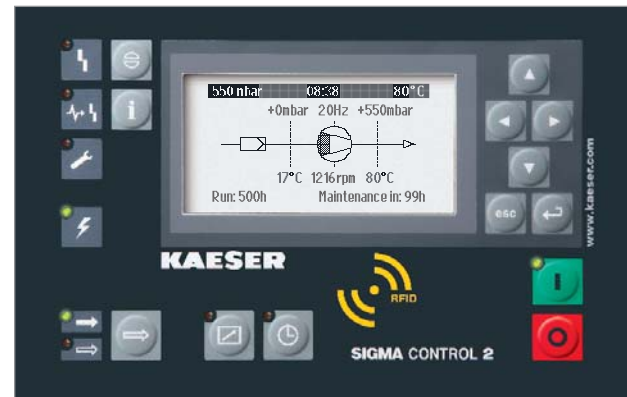 550 mbar 08:38 80°C
+0mbar 20Hz +550mbar
17°C 1216rpm 80°C
Run: 500h Maintenance in: 99h
esc
www.kaeser.com
KAESER
RFID
I
O
SIGMA CONTROL 2